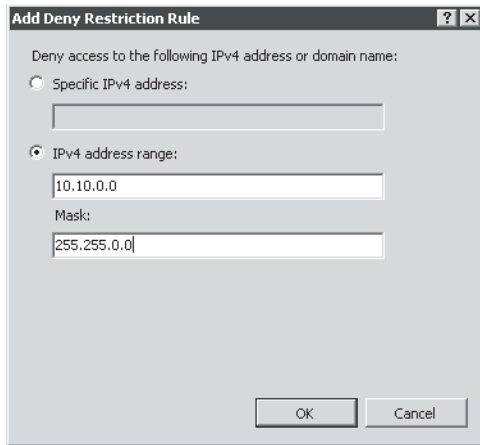 Add Deny Restriction Rule
Deny access to the following IPv4 address or domain name:
Specific IPv4 address:
IPv4 address range:
10.10.0.0
Mask:
255.255.0.0
OK Cancel